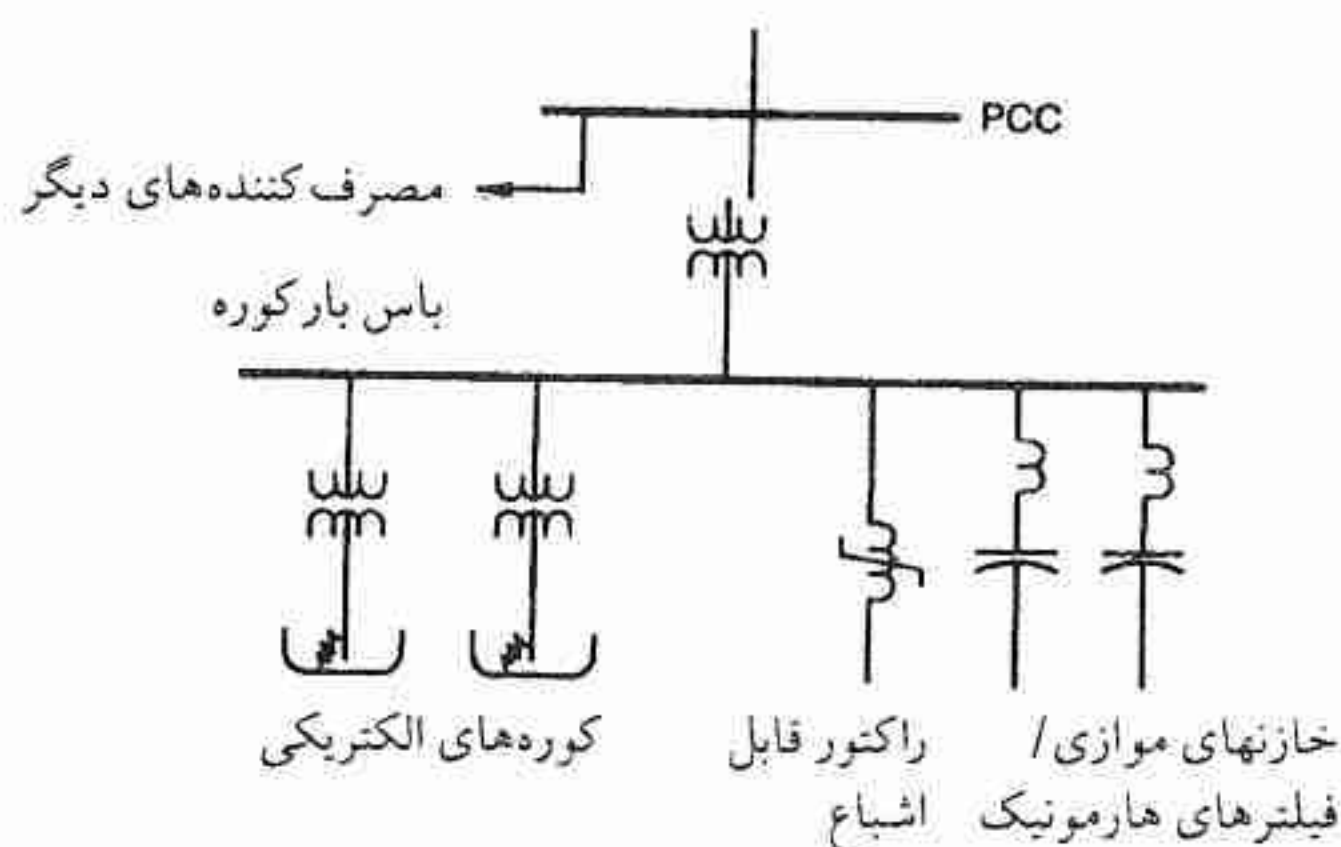 PCC
مصرف کننده‌های دیگر
باس بار کوره
کوره‌های الکتریکی
راکتور قابل
اشباع
خازنهای موازی /
فیلترهای هارمونیک